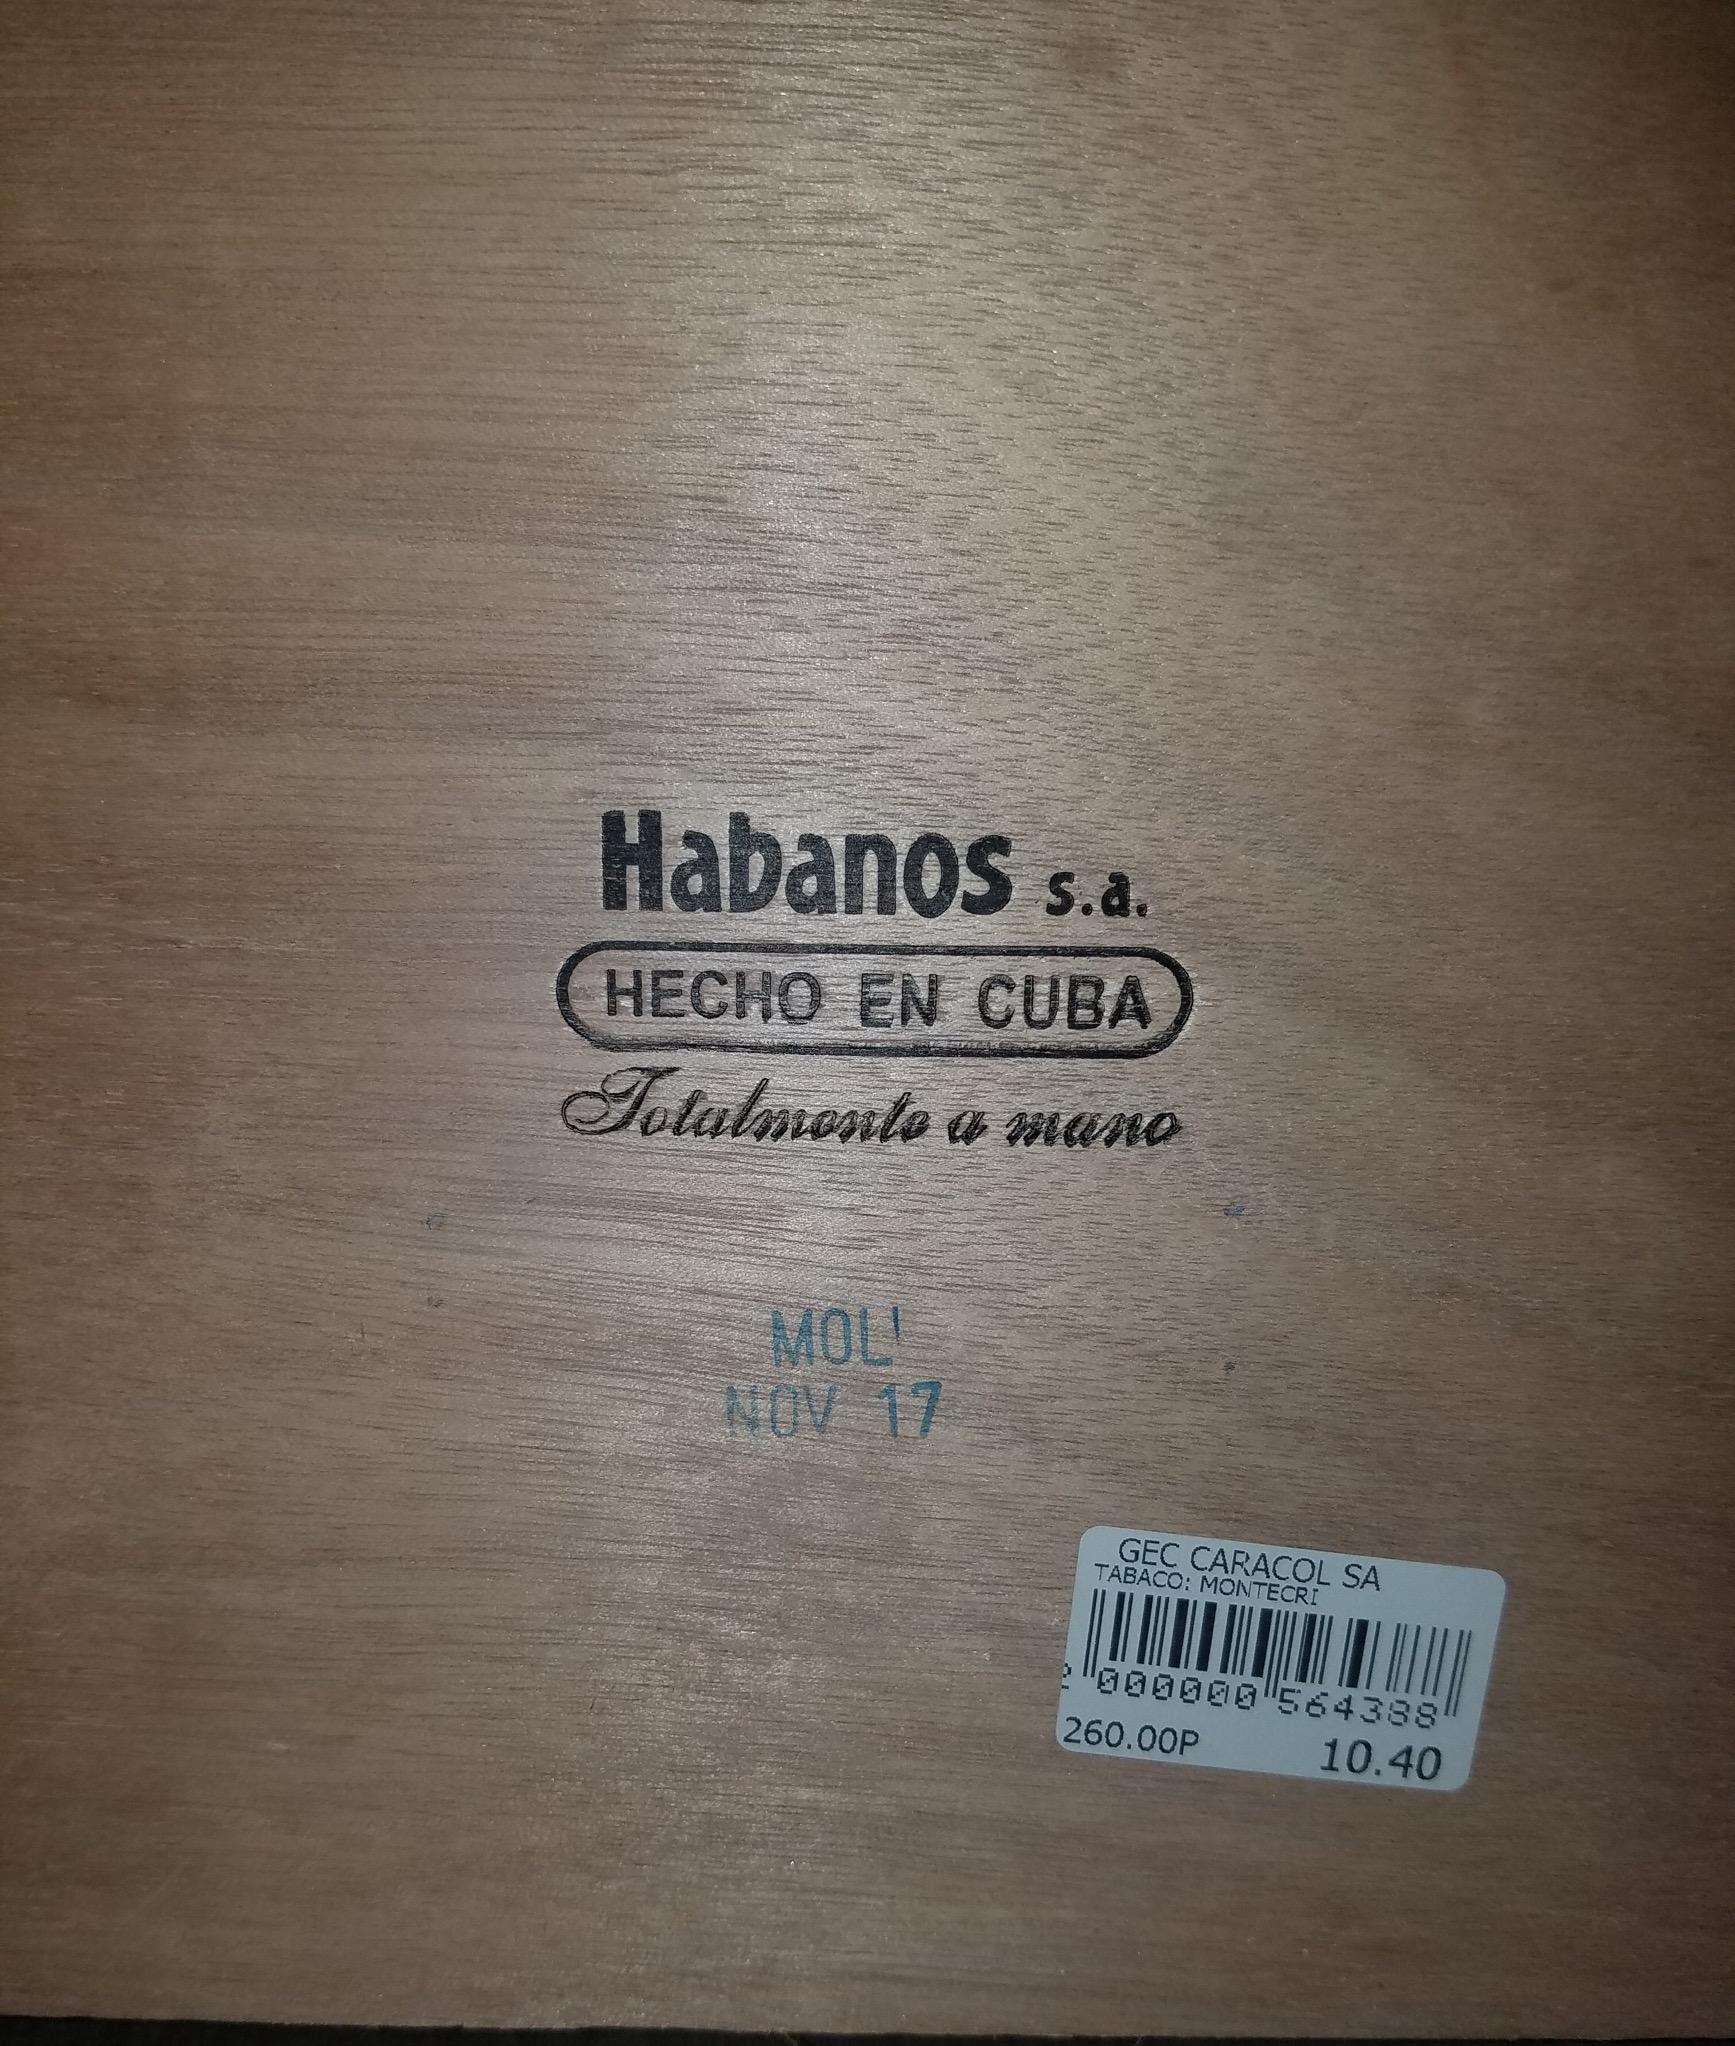 Habanos s.a.
HECHO EN CUBA
Totalmente a mano
NOV 17
GEC CARACOL SA
TABACO: MONTECRI
2 000000 564388
260.00P 10.40